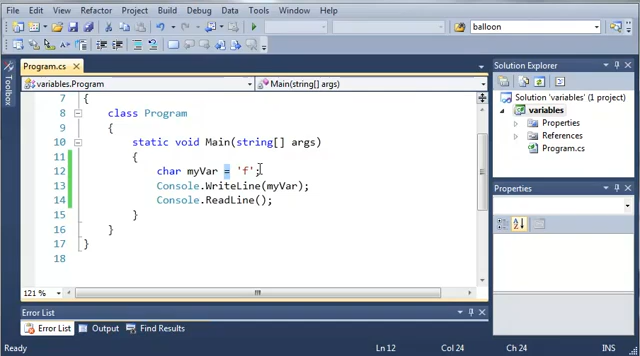 File Edit View Refactor Project Build Debug Data Tools Window Help
balloon
Program.cs
variables.Program
Main(string[] args)
7 {
8 class Program
9 {
10 static void Main(string[] args)
11 {
12 char myVar = 'f';
13 Console.WriteLine(myVar);
14 Console.ReadLine();
15 }
16 }
17 }
18
121 %
Toolbox
Solution Explorer
Solution 'variables' (1 project)
variables
Properties
References
Program.cs
Properties
Error List
Error List Output Find Results
Ready Ln 12 Col 24 Ch 24 INS